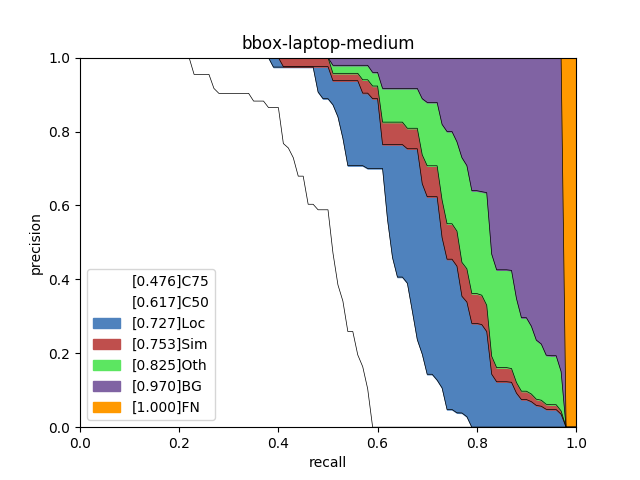 bbox-laptop-medium
precision
1.0
0.8
0.6
0.4
0.2
0.0
[0.476]C75
[0.617]C50
[0.727]Loc
[0.753]Sim
[0.825]Oth
[0.970]BG
[1.000]FN
0.0 0.2 0.4 0.6 0.8 1.0
recall